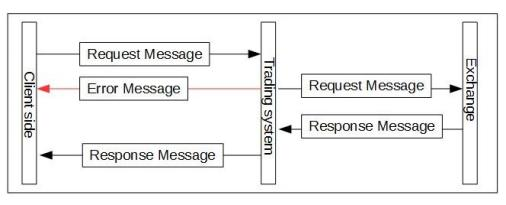 Client side
Request Message
Error Message
Response Message
Trading system
Request Message
Response Message
Exchange